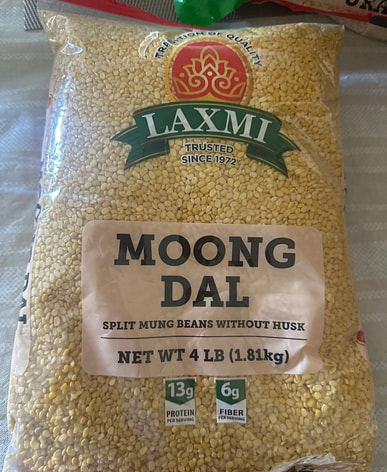 TRADITION OF QUALITY
LAXMI
TRUSTED
SINCE 1972
MOONG
DAL
SPLIT MUNG BEANS WITHOUT HUSK
NET WT 4 LB (1.81kg)
13g
PROTEIN
PER SERVING
6g
FIBER
PER SERVING
DAL